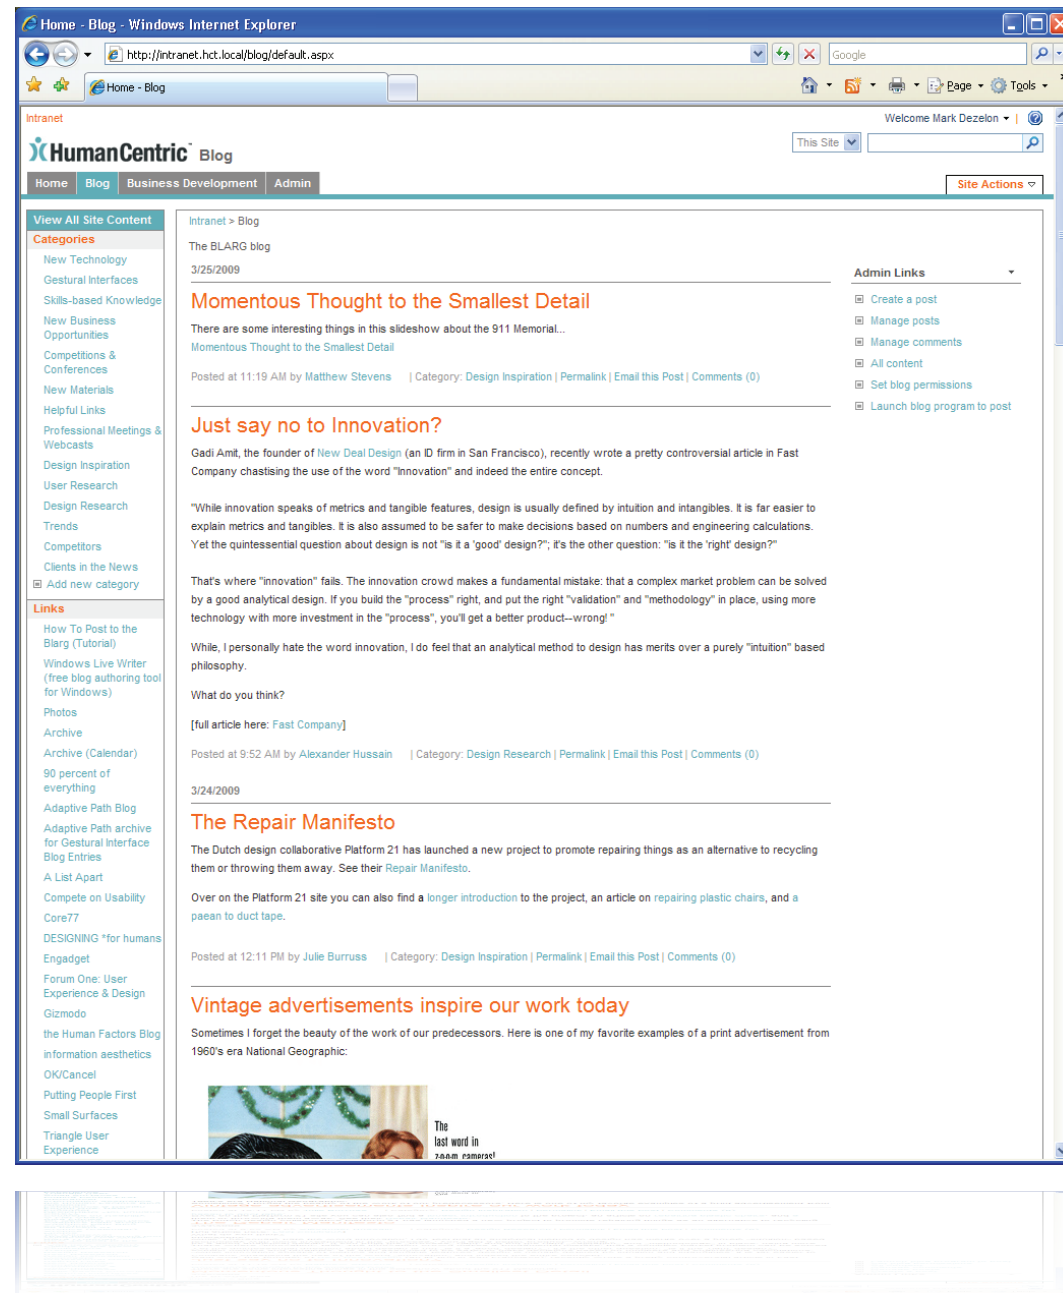 Home - Blog - Windows Internet Explorer
http://intranet.hct.local/blog/default.aspx
Google
Home - Blog
Page
Tools
Intranet
Welcome Mark Dezelon
HumanCentric Blog
This Site
Home
Blog
Business Development
Admin
Site Actions
View All Site Content
Categories
New Technology
Gestural Interfaces
Skills-based Knowledge
New Business
Opportunities
Competitions &
Conferences
New Materials
Helpful Links
Professional Meetings &
Webcasts
Design Inspiration
User Research
Design Research
Trends
Competitors
Clients in the News
Add new category
Links
How To Post to the
Blarg (Tutorial)
Windows Live Writer
(free blog authoring tool
for Windows)
Photos
Archive
Archive (Calendar)
90 percent of
everything
Adaptive Path Blog
Adaptive Path archive
for Gestural Interface
Blog Entries
A List Apart
Compete on Usability
Core77
DESIGNING *for humans
Engadget
Forum One: User
Experience & Design
Gizmodo
the Human Factors Blog
information aesthetics
OK/Cancel
Putting People First
Small Surfaces
Triangle User
Experience
Intranet > Blog
The BLARG blog
3/25/2009
Momentous Thought to the Smallest Detail
There are some interesting things in this slideshow about the 911 Memorial...
Momentous Thought to the Smallest Detail
Posted at 11:19 AM by Matthew Stevens | Category: Design Inspiration | Permalink | Email this Post | Comments (0)
Just say no to Innovation?
Gadi Amit, the founder of New Deal Design (an ID firm in San Francisco), recently wrote a pretty controversial article in Fast
Company chastising the use of the word "Innovation" and indeed the entire concept.
"While innovation speaks of metrics and tangible features, design is usually defined by intuition and intangibles. It is far easier to
explain metrics and tangibles. It is also assumed to be safer to make decisions based on numbers and engineering calculations.
Yet the quintessential question about design is not "is it a 'good' design?"; it's the other question: "is it the 'right' design?"
That's where "innovation" fails. The innovation crowd makes a fundamental mistake: that a complex market problem can be solved
by a good analytical design. If you build the "process" right, and put the right "validation" and "methodology" in place, using more
technology with more investment in the "process", you'll get a better product--wrong! "
While, I personally hate the word innovation, I do feel that an analytical method to design has merits over a purely "intuition" based
philosophy.
What do you think?
[full article here: Fast Company]
Posted at 9:52 AM by Alexander Hussain | Category: Design Research | Permalink | Email this Post | Comments (0)
3/24/2009
The Repair Manifesto
The Dutch design collaborative Platform 21 has launched a new project to promote repairing things as an alternative to recycling
them or throwing them away. See their Repair Manifesto.
Over on the Platform 21 site you can also find a longer introduction to the project, an article on repairing plastic chairs, and a
paean to duct tape.
Posted at 12:11 PM by Julie Burruss | Category: Design Inspiration | Permalink | Email this Post | Comments (0)
Vintage advertisements inspire our work today
Sometimes I forget the beauty of the work of our predecessors. Here is one of my favorite examples of a print advertisement from
1960's era National Geographic:
The
last word in
zoom cameras!
Admin Links
Create a post
Manage posts
Manage comments
All content
Set blog permissions
Launch blog program to post